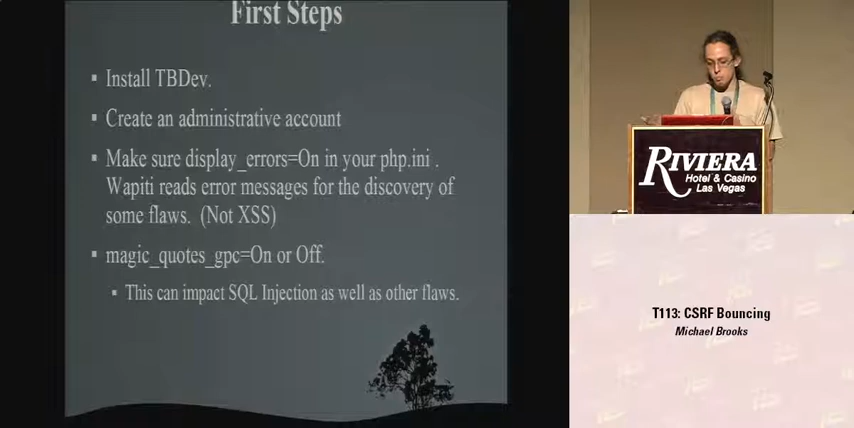 First Steps
Install TBDev.
Create an administrative account
Make sure display_errors=On in your php.ini .
Wapiti reads error messages for the discovery of
some flaws. (Not XSS)
magic_quotes_gpc=On or Off.
This can impact SQL Injection as well as other flaws.
RIVIERA
Hotel & Casino
Las Vegas
T113: CSRF Bouncing
Michael Brooks